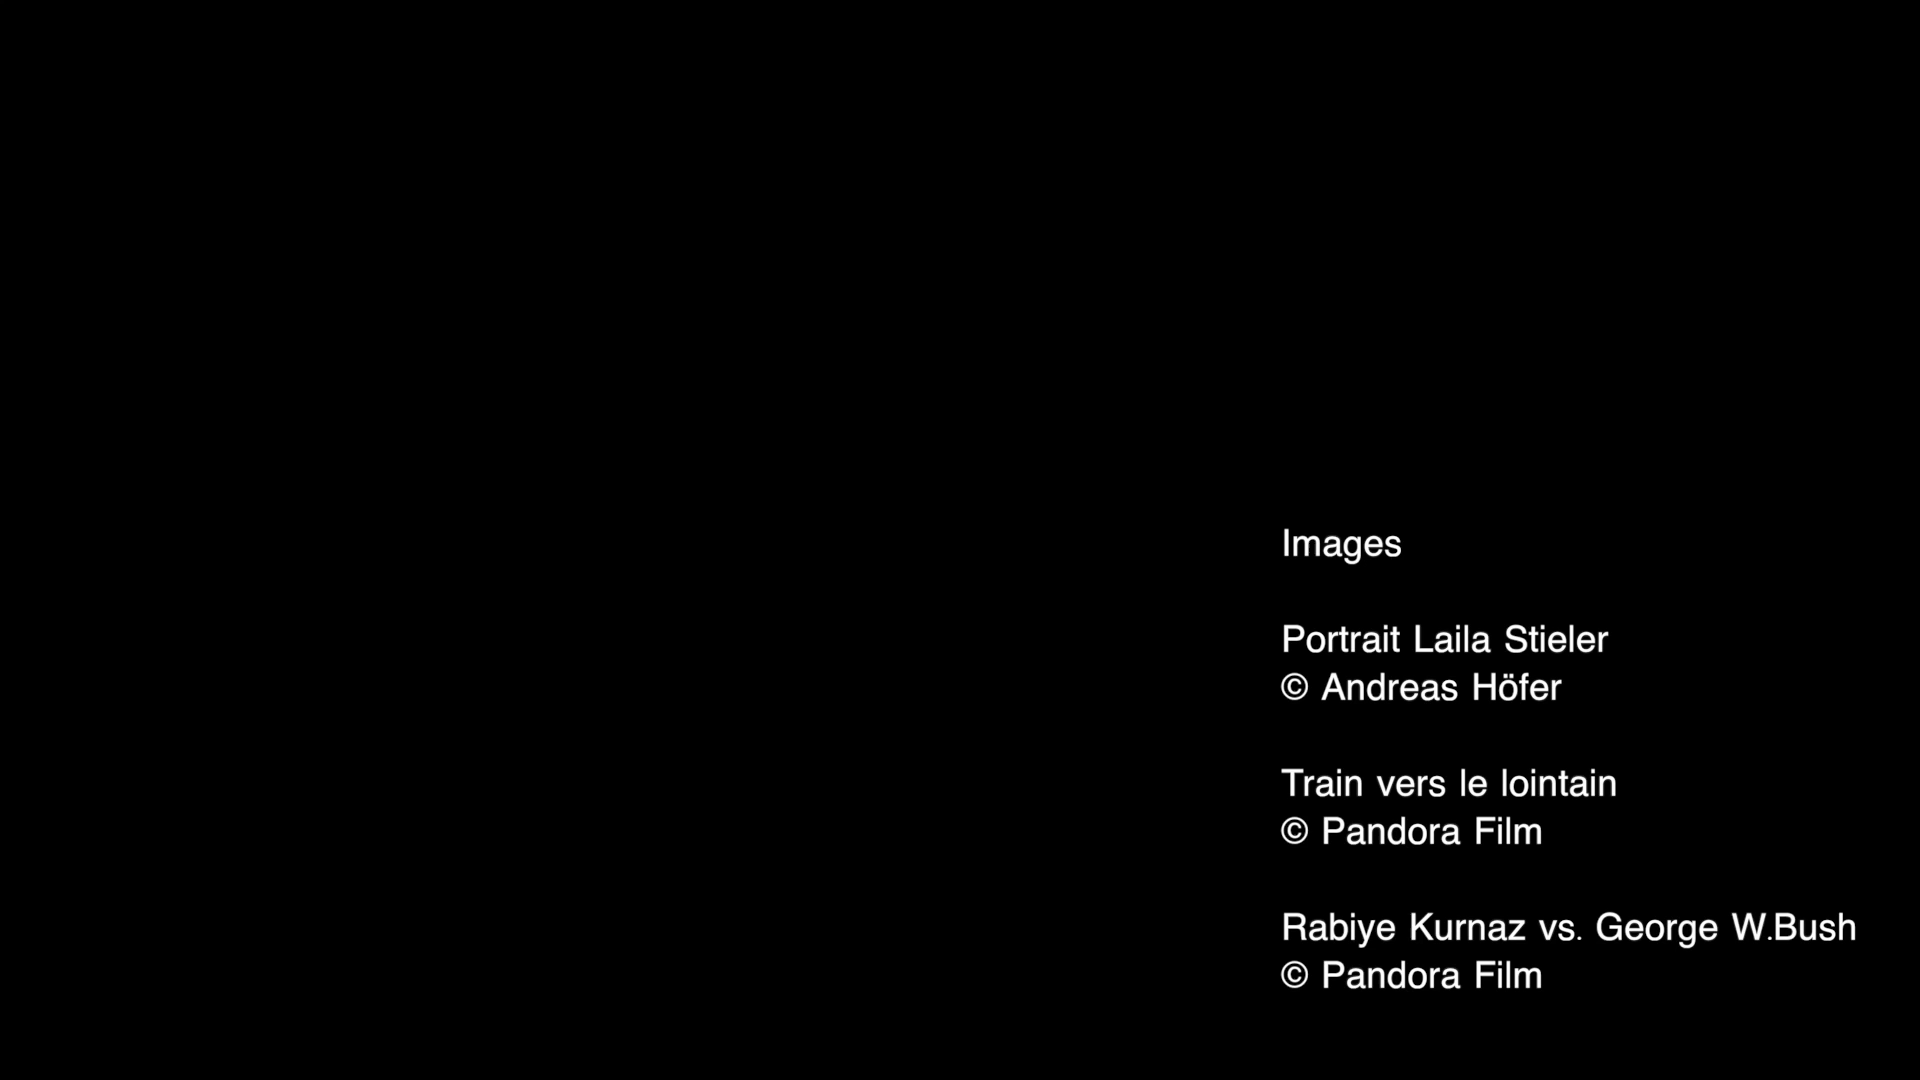 Images
Portrait Laila Stieler
© Andreas Höfer
Train vers le lointain
© Pandora Film
Rabiye Kurnaz vs. George W.Bush
© Pandora Film